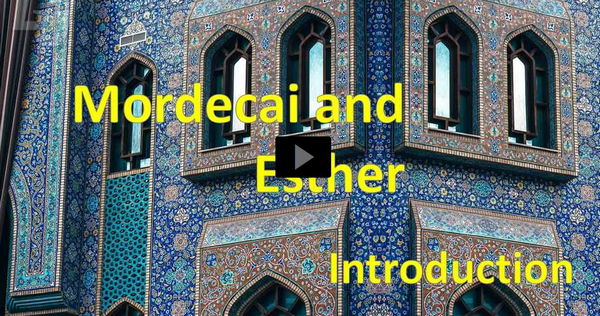 Mordecai and
Esther
Introduction